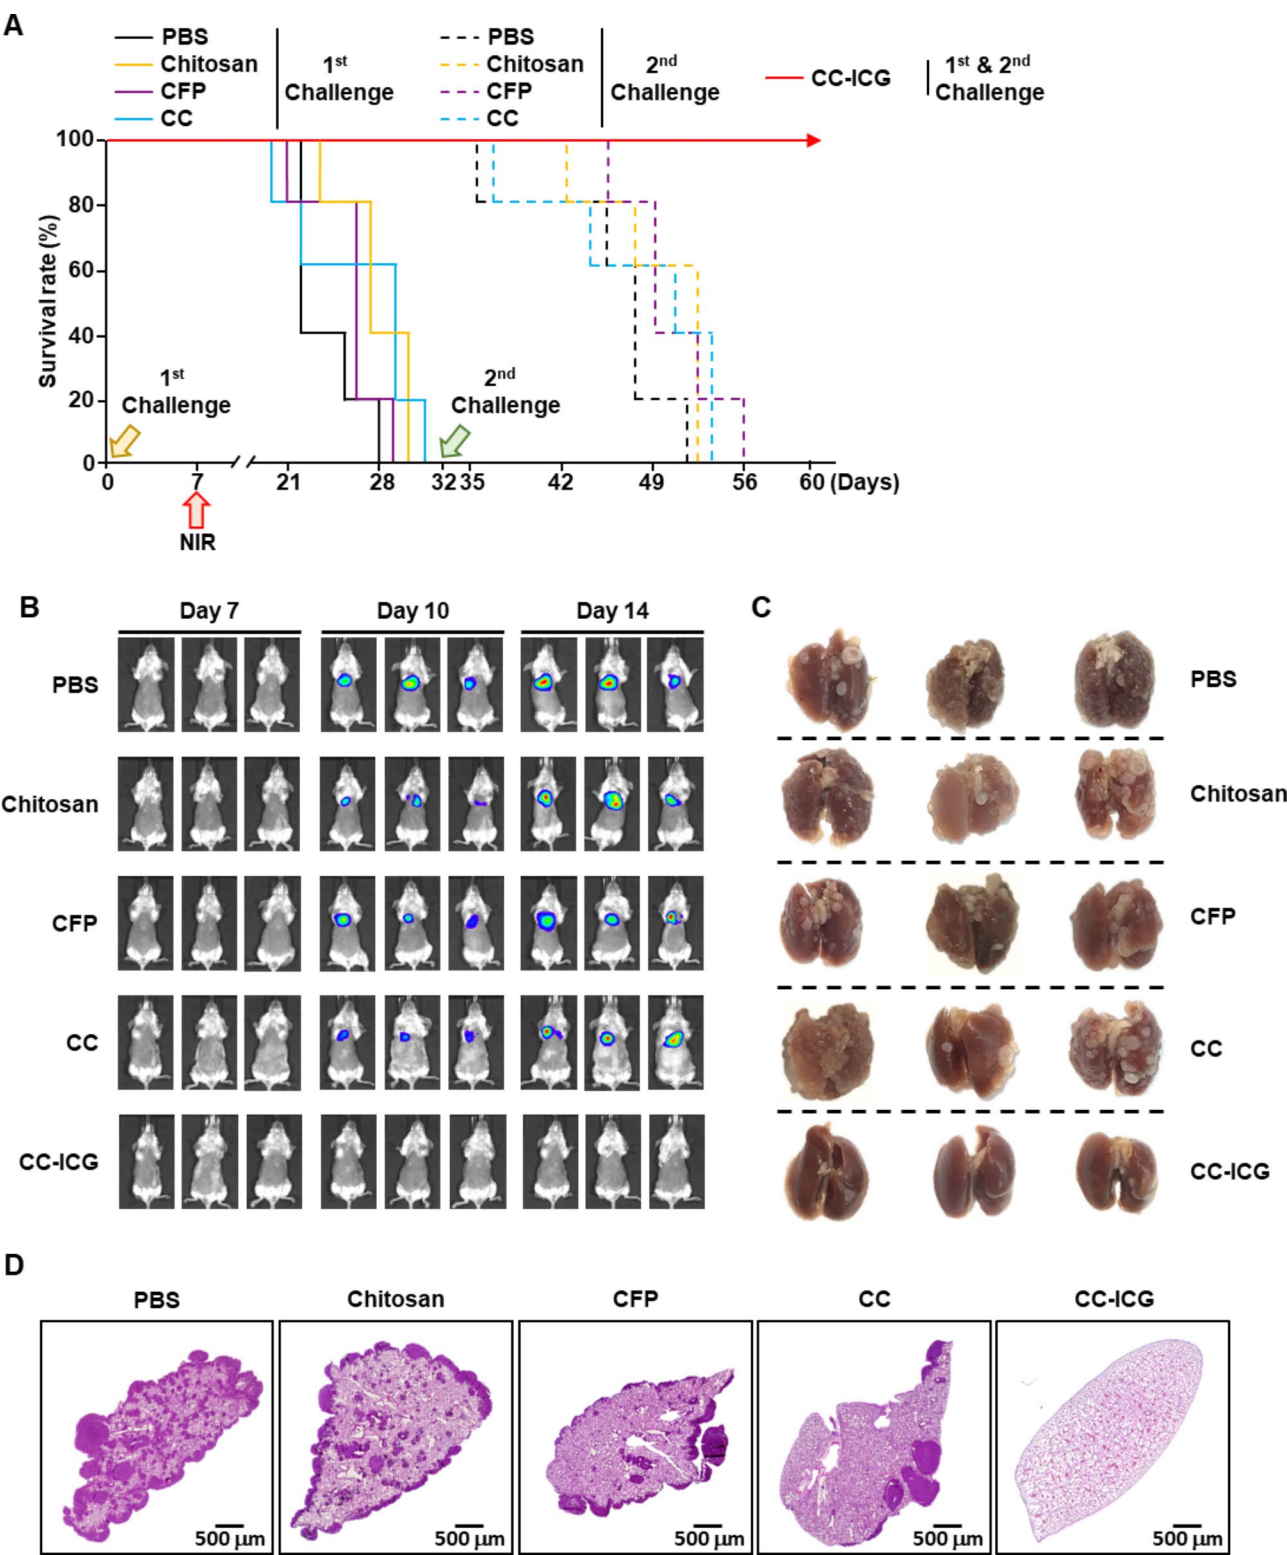 A
PBS
Chitosan
CFP
CC
1st
Challenge
PBS
Chitosan
CFP
CC
2nd
Challenge
CC-ICG
1st & 2nd
Challenge
Survival rate (%)
100
80
60
40
20
0
1st
Challenge
2nd
Challenge
0 7 21 28 32 35 42 49 56 60 (Days)
NIR
B
Day 7 Day 10 Day 14
PBS
Chitosan
CFP
CC
CC-ICG
C
PBS
Chitosan
CFP
CC
CC-ICG
D
PBS Chitosan CFP CC CC-ICG
500 µm 500 µm 500 µm 500 µm 500 µm